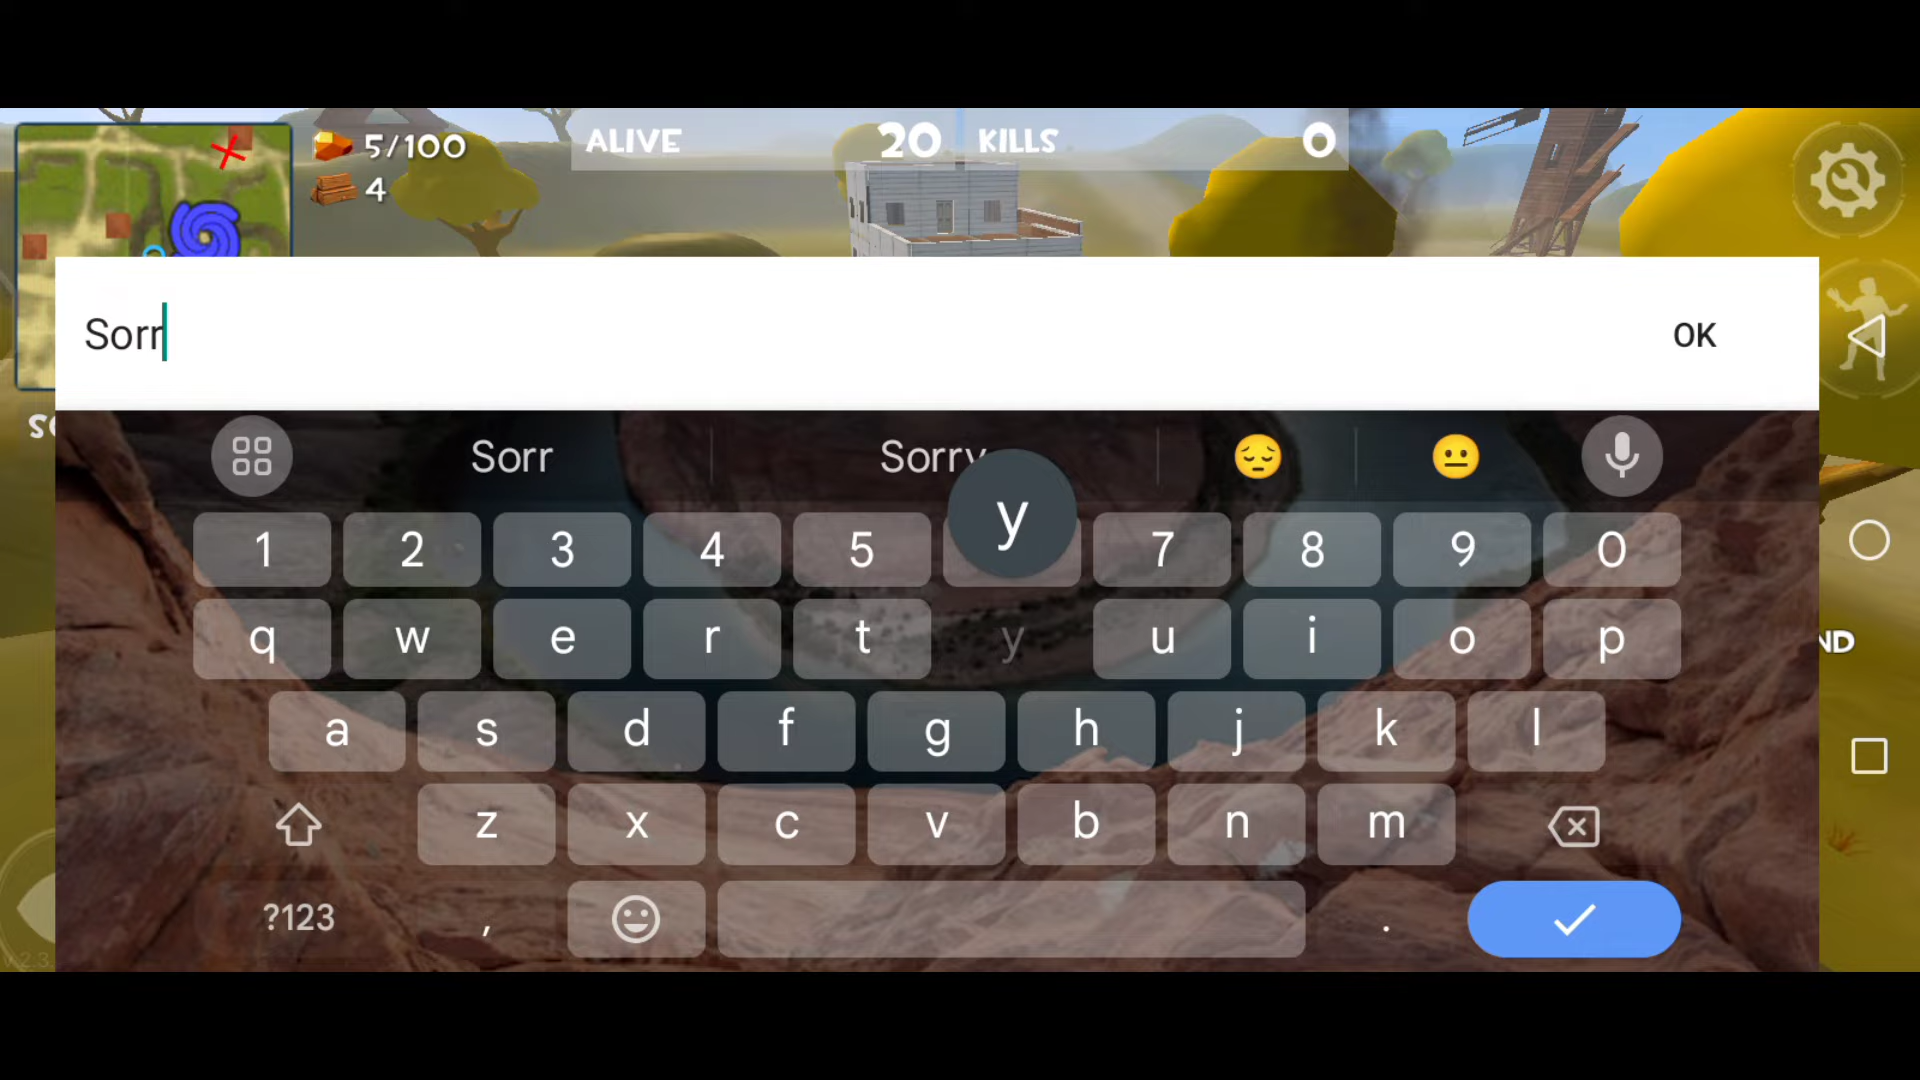 5/100
ALIVE 20 KILLS 0
4
Sorr OK
Sorr Sorry
y
1 2 3 4 5 7 8 9 0
q w e r t y u i o p
ND
a s d f g h j k l
z x c v b n m
?123 , .